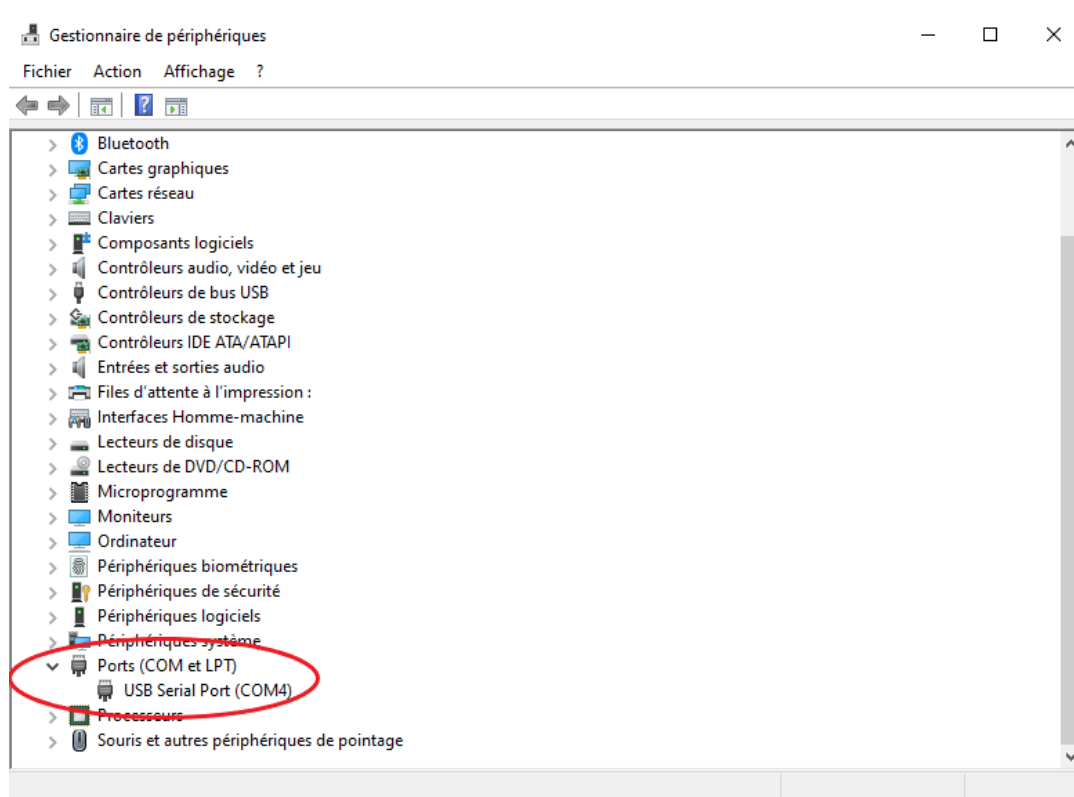 Gestionnaire de périphériques
Fichier Action Affichage ?
?
Bluetooth
Cartes graphiques
Cartes réseau
Claviers
Composants logiciels
Contrôleurs audio, vidéo et jeu
Contrôleurs de bus USB
Contrôleurs de stockage
Contrôleurs IDE ATA/ATAPI
Entrées et sorties audio
Files d'attente à l'impression :
Interfaces Homme-machine
Lecteurs de disque
Lecteurs de DVD/CD-ROM
Microprogramme
Moniteurs
Ordinateur
Périphériques biométriques
Périphériques de sécurité
Périphériques logiciels
Périphériques système
Ports (COM et LPT)
USB Serial Port (COM4)
Processeurs
Souris et autres périphériques de pointage